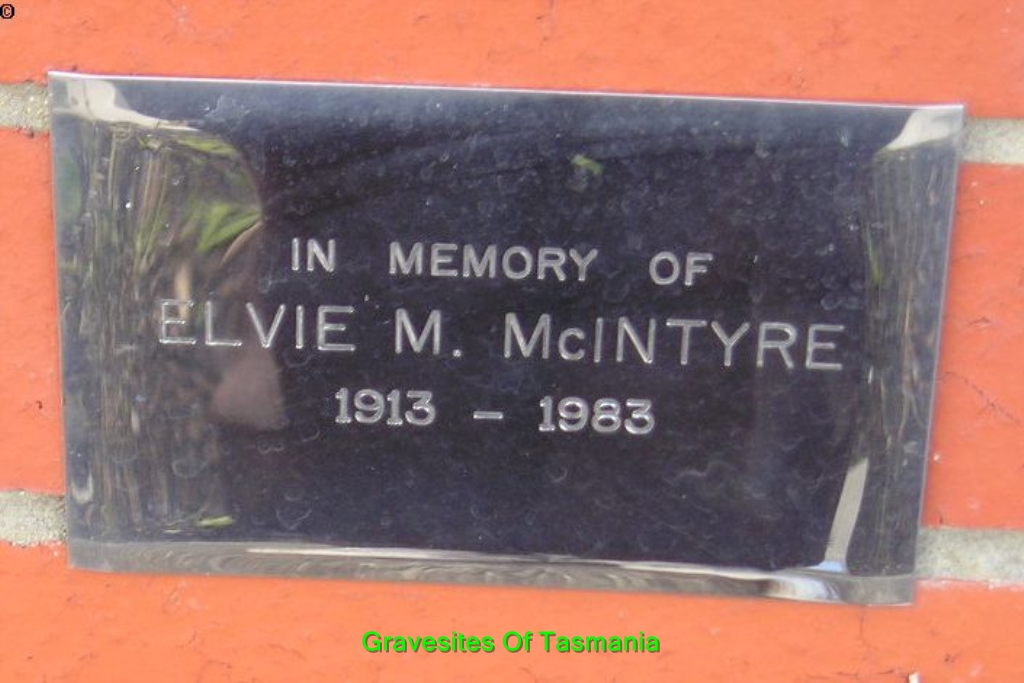 ©
IN MEMORY OF
ELVIE M. McINTYRE
1913 - 1983
Gravesites Of Tasmania